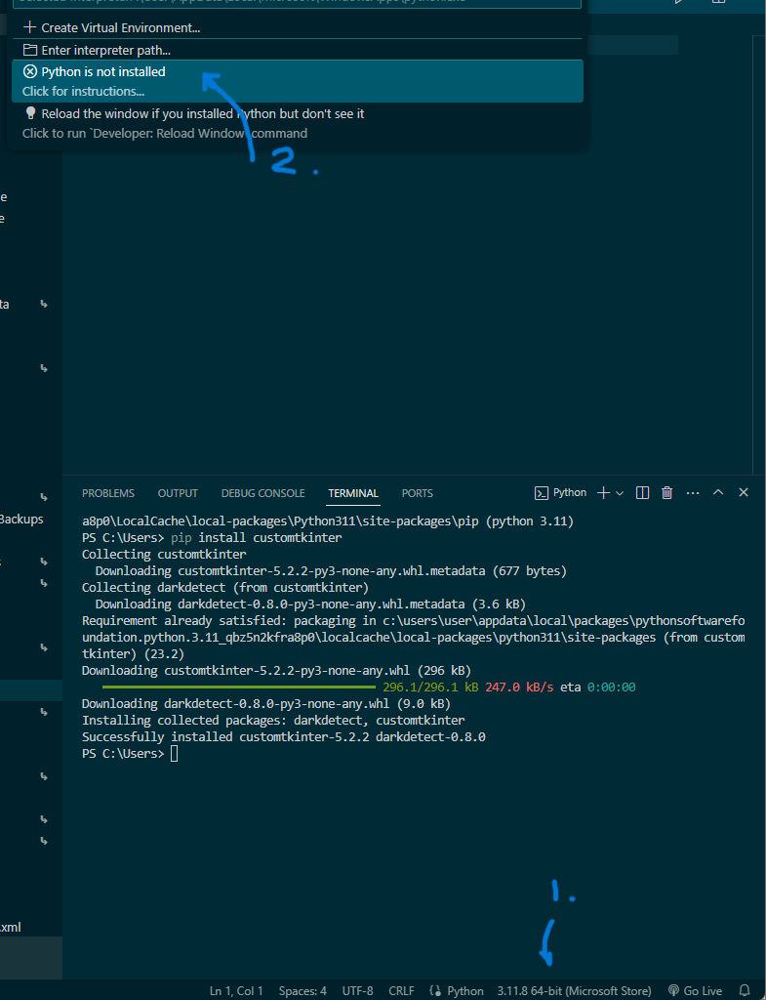 Create Virtual Environment...
Enter interpreter path...
Python is not installed
Click for instructions...
Reload the window if you installed Python but don't see it
Click to run `Developer: Reload Window` command
2.
e
e
ta
Backups
.xml
PROBLEMS OUTPUT DEBUG CONSOLE TERMINAL PORTS Python
a8p0\LocalCache\local-packages\Python311\site-packages\pip (python 3.11)
PS C:\Users> pip install customtkinter
Collecting customtkinter
Downloading customtkinter-5.2.2-py3-none-any.whl.metadata (677 bytes)
Collecting darkdetect (from customtkinter)
Downloading darkdetect-0.8.0-py3-none-any.whl.metadata (3.6 kB)
Requirement already satisfied: packaging in c:\users\user\appdata\local\packages\pythonsoftwarefo
undation.python.3.11_qbz5n2kfra8p0\localcache\local-packages\python311\site-packages (from custom
tkinter) (23.2)
Downloading customtkinter-5.2.2-py3-none-any.whl (296 kB)
296.1/296.1 kB 247.0 kB/s eta 0:00:00
Downloading darkdetect-0.8.0-py3-none-any.whl (9.0 kB)
Installing collected packages: darkdetect, customtkinter
Successfully installed customtkinter-5.2.2 darkdetect-0.8.0
PS C:\Users>
1.
Ln 1, Col 1 Spaces: 4 UTF-8 CRLF Python 3.11.8 64-bit (Microsoft Store) Go Live